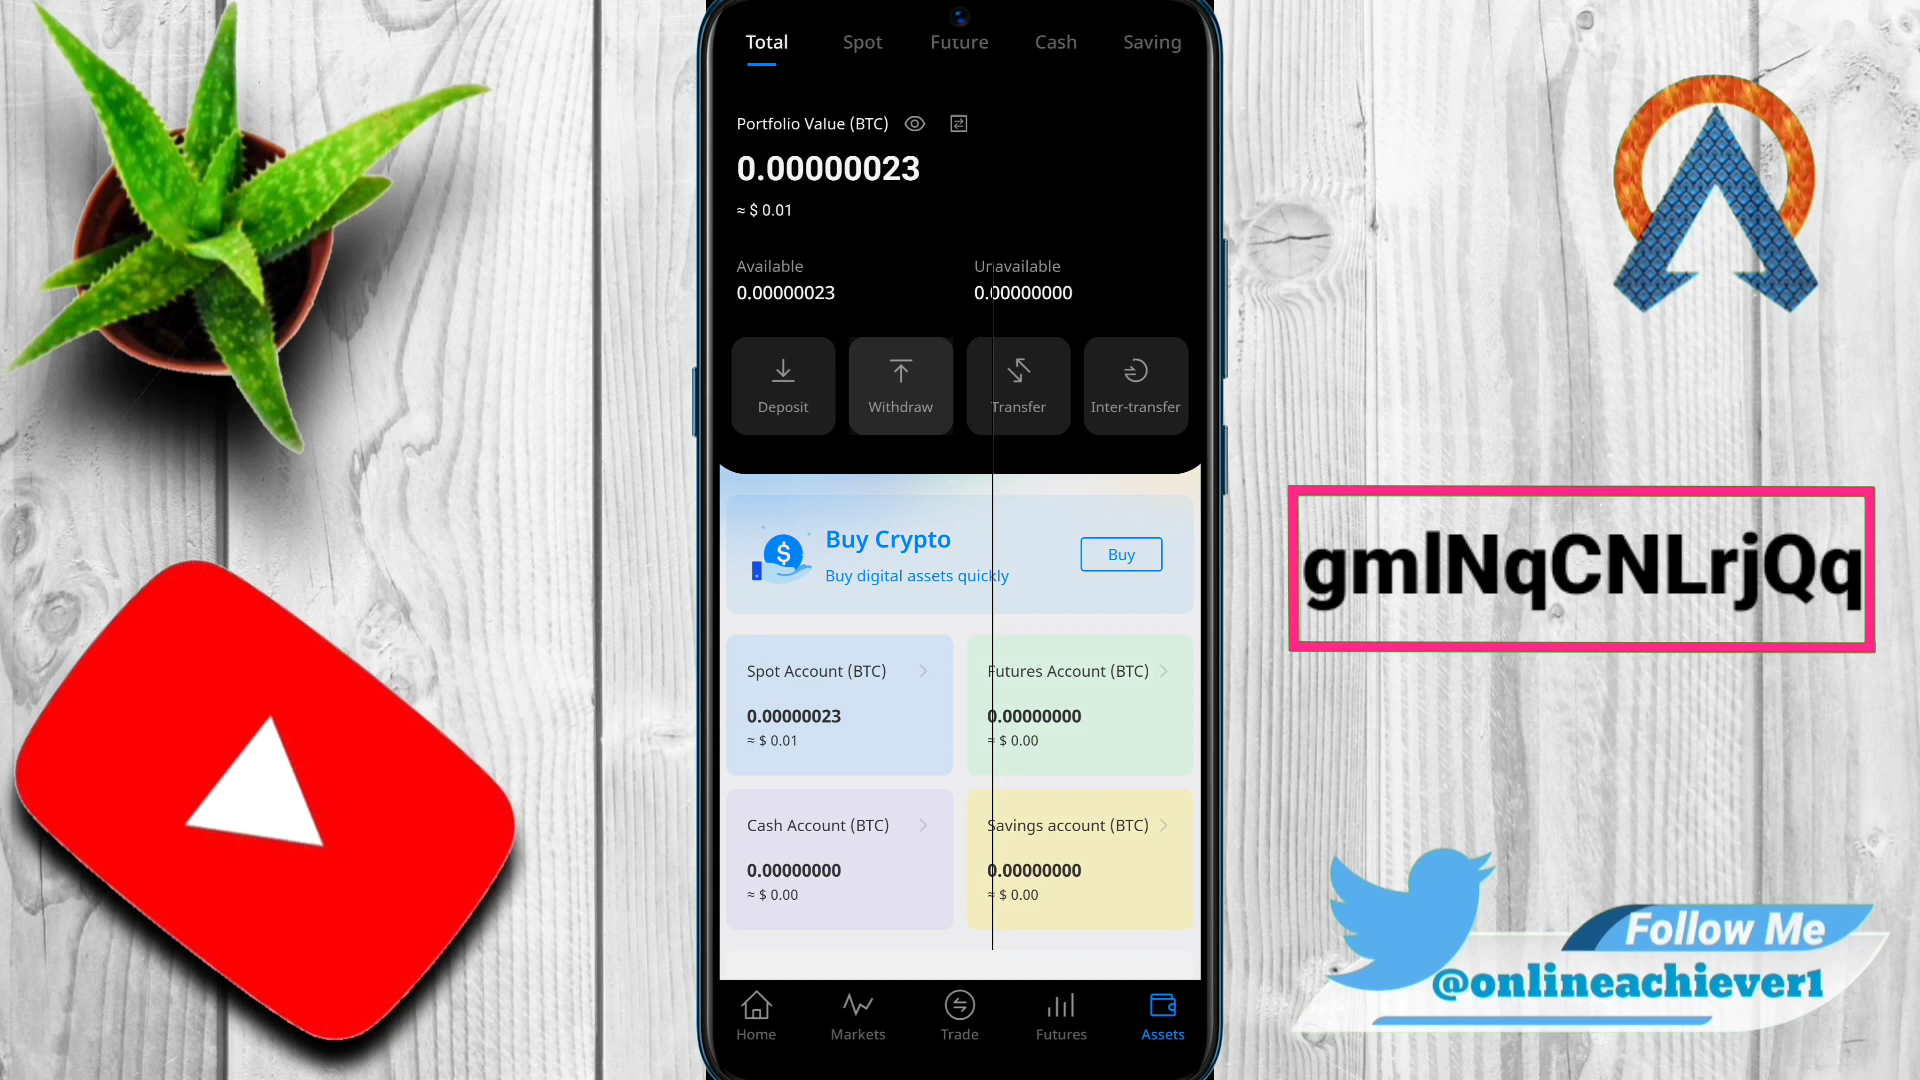 Total Spot Future Cash Saving
Portfolio Value (BTC)
0.00000023
≈ $ 0.01
Available Unavailable
0.00000023 0.00000000
Deposit Withdraw Transfer Inter-transfer
Buy Crypto
Buy digital assets quickly
Buy
Spot Account (BTC)
0.00000023
≈ $ 0.01
Futures Account (BTC)
0.00000000
≈ $ 0.00
Cash Account (BTC)
0.00000000
≈ $ 0.00
Savings account (BTC)
0.00000000
≈ $ 0.00
Home Markets Trade Futures Assets
gmlNqCNLrjQq
Follow Me
@onlineachiever1